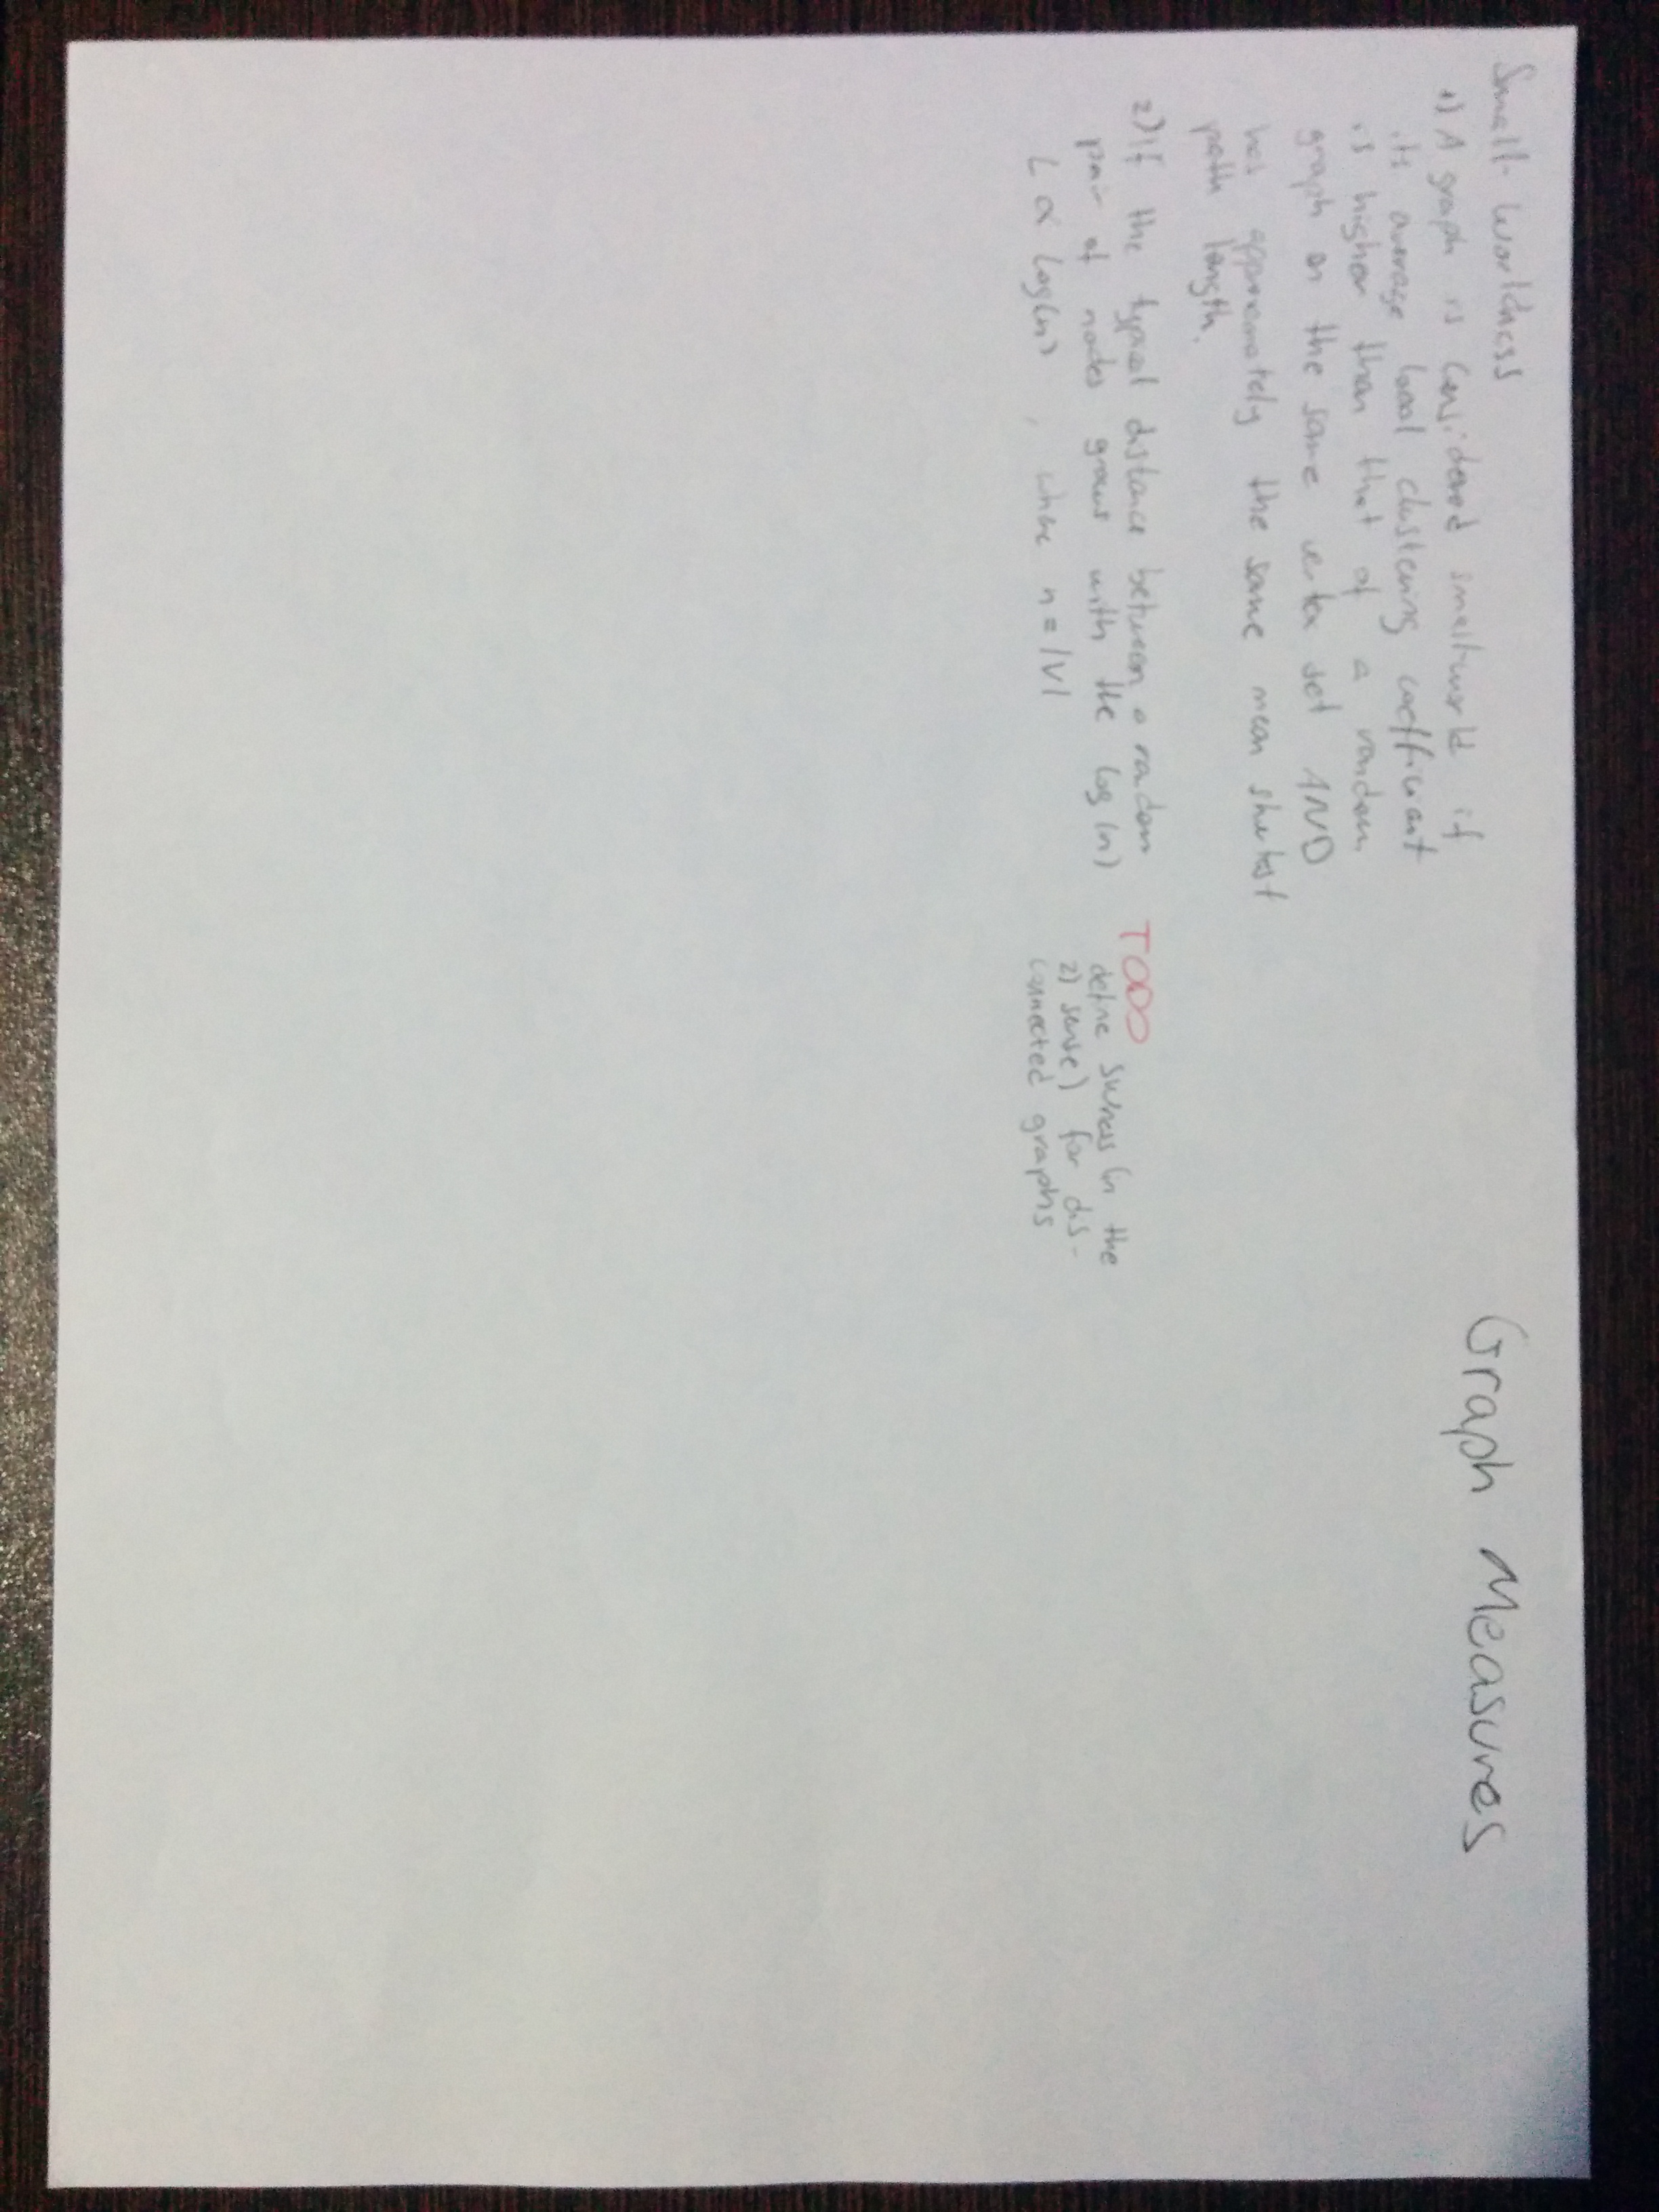 Graph Measures
Small-Worldness
1) A graph is considered smallworld if
its average local clustering coefficient
is higher than that of a random
graph on the same vertex set AND
has approximately the same mean shortest
path length.
2) If the typical distance between a random
pair of nodes grows with the log(n)
L ∝ log(n) , where n = |V|
TODO
define swness (in the
2) sense) for dis-
connected graphs